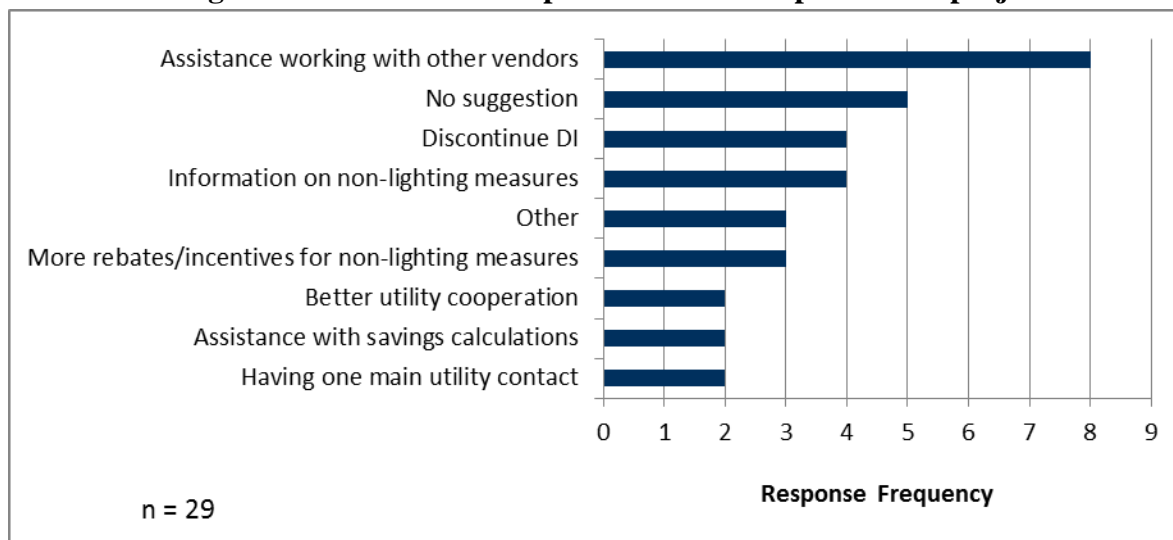 Assistance working with other vendors
No suggestion
Discontinue DI
Information on non-lighting measures
Other
More rebates/incentives for non-lighting measures
Better utility cooperation
Assistance with savings calculations
Having one main utility contact
0 1 2 3 4 5 6 7 8 9
Response Frequency
n = 29